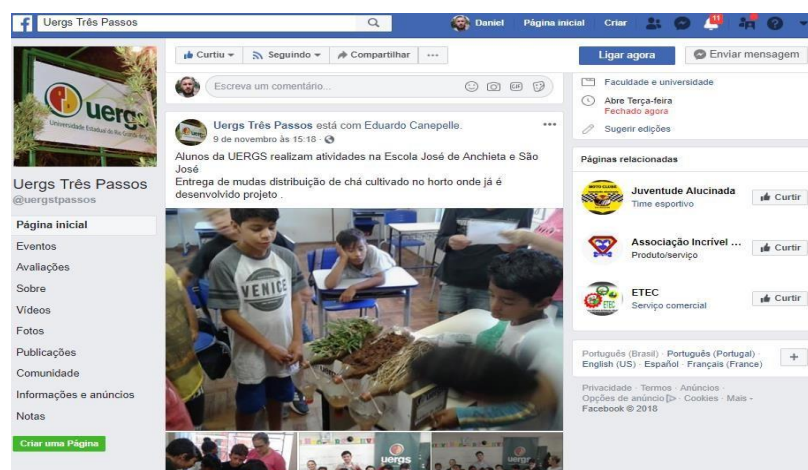 Uergs Três Passos
Daniel
Página inicial
Criar
11
Curtiu
Seguindo
Compartilhar
Ligar agora
Enviar mensagem
uergs
Universidade Estadual do Rio Grande
Uergs Três Passos
@uergstpassos
Página inicial
Eventos
Avaliações
Sobre
Vídeos
Fotos
Publicações
Comunidade
Informações e anúncios
Notas
Criar uma Página
Escreva um comentário...
GIF
Uergs Três Passos está com Eduardo Canepelle.
9 de novembro às 15:18 ·
Alunos da UERGS realizam atividades na Escola José de Anchieta e São
José
Entrega de mudas distribuição de chá cultivado no horto onde já é
desenvolvido projeto .
VENICE
uergs
uergs
Faculdade e universidade
Abre Terça-feira
Fechado agora
Sugerir edições
Páginas relacionadas
Juventude Alucinada
Time esportivo
Curtir
Associação Incrível ...
Produto/serviço
Curtir
ETEC
ETEC
Serviço comercial
Curtir
Português (Brasil) · Português (Portugal) ·
English (US) · Español · Français (France)
Privacidade · Termos · Anúncios ·
Opções de anúncio · Cookies · Mais
Facebook © 2018